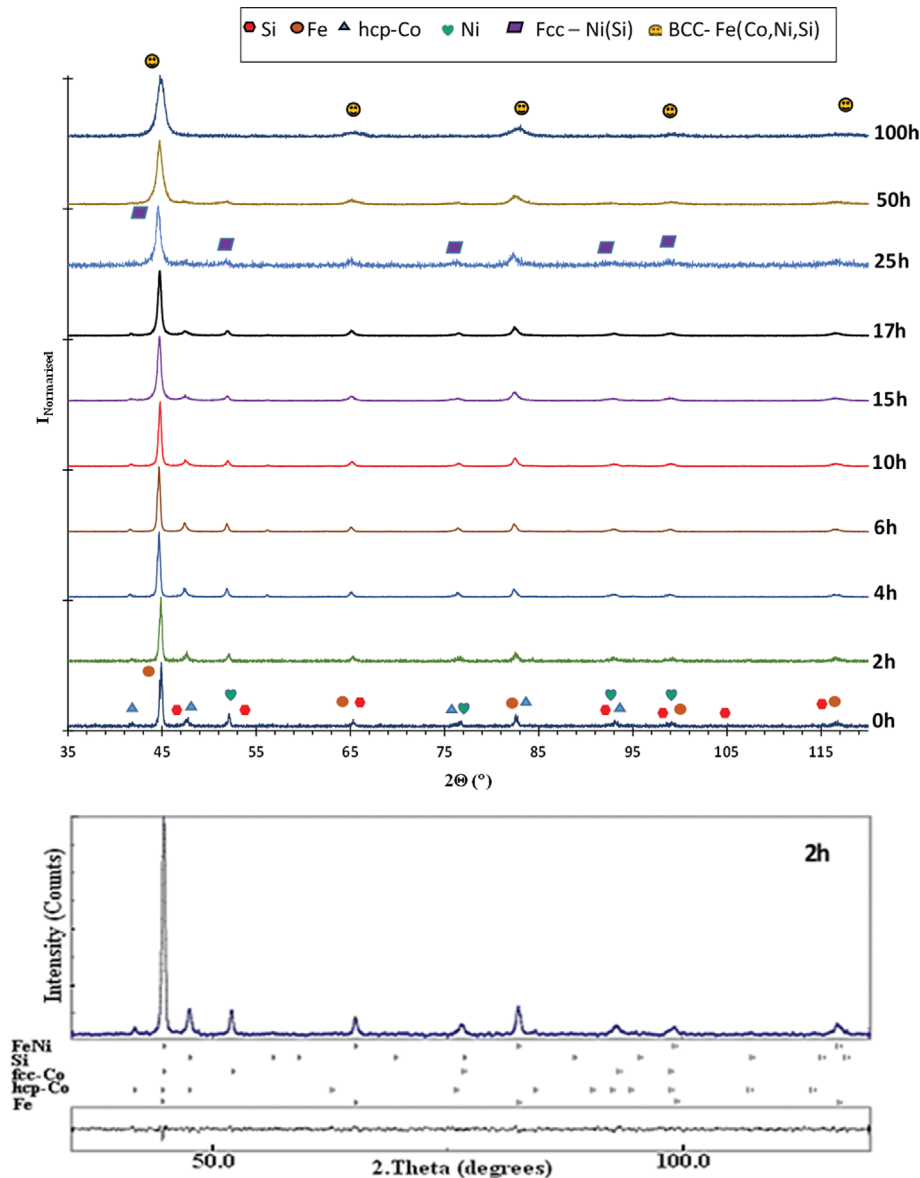 Si Fe hcp-Co Ni Fcc – Ni(Si) BCC- Fe(Co,Ni,Si)
100h
50h
25h
17h
15h
10h
6h
4h
2h
0h
I Normarised
35 45 55 65 75 85 95 105 115
2Θ (°)
2h
Intensity (Counts)
FeNi
Si
fcc-Co
hcp-Co
Fe
50.0 100.0
2.Theta (degrees)